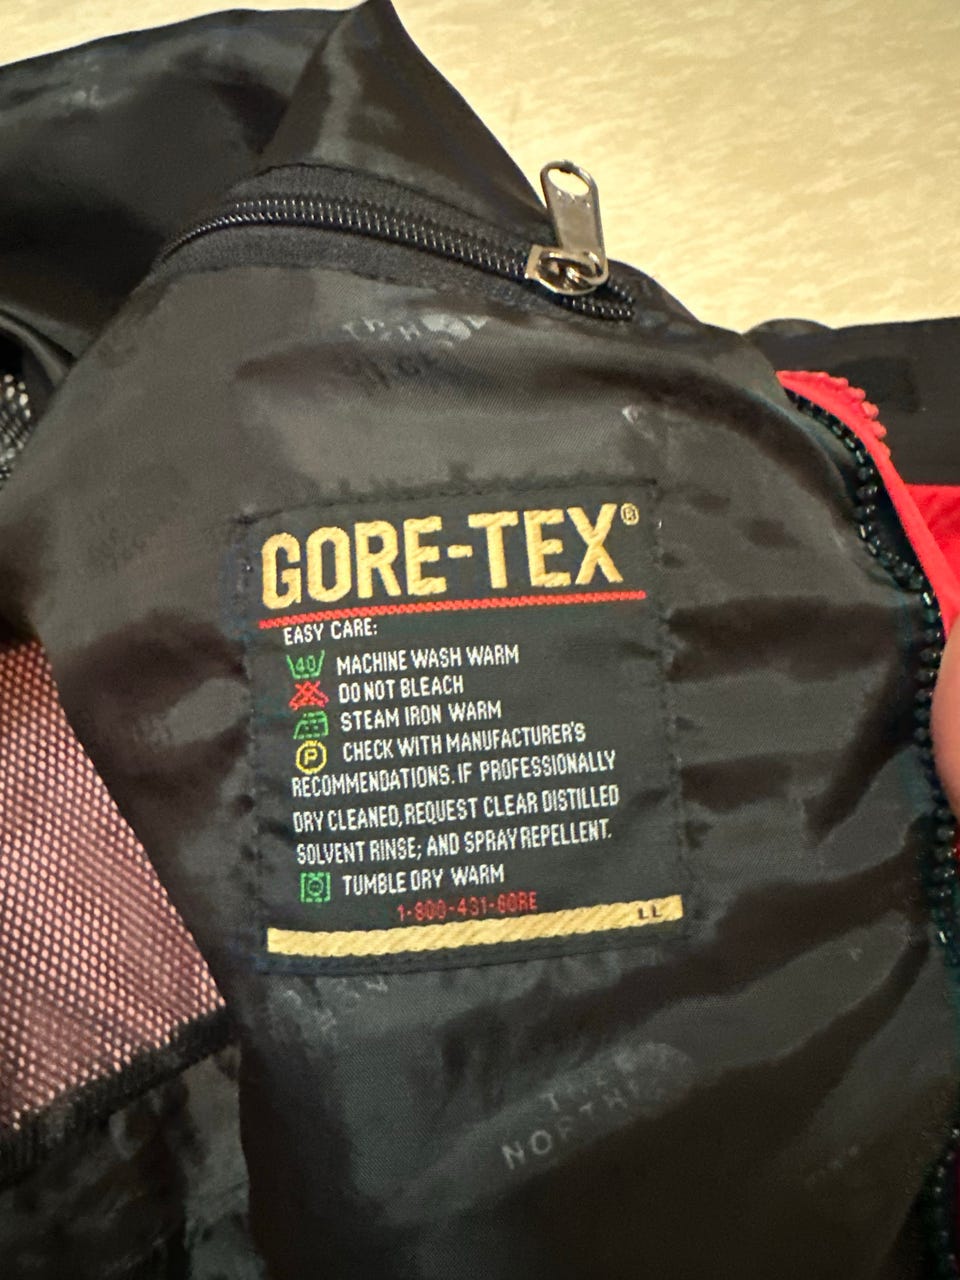 GORE-TEX®
EASY CARE:
40 MACHINE WASH WARM
DO NOT BLEACH
STEAM IRON WARM
P CHECK WITH MANUFACTURER'S
RECOMMENDATIONS. IF PROFESSIONALLY
DRY CLEANED, REQUEST CLEAR DISTILLED
SOLVENT RINSE; AND SPRAY REPELLENT.
TUMBLE DRY WARM
1-800-431-GORE
LL
THE
NORTH